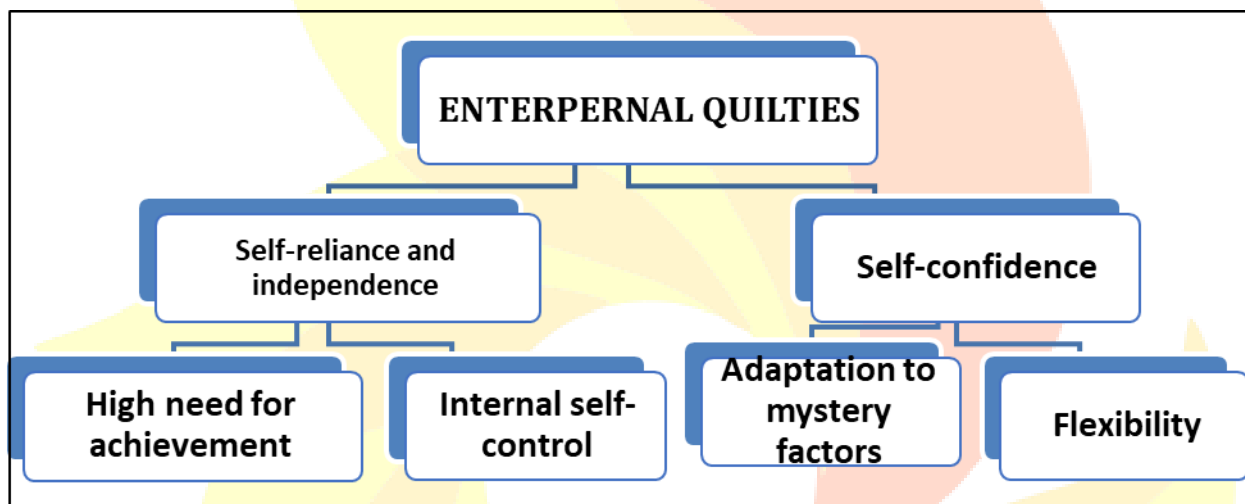 ENTERPERNAL QUILTIES
Self-reliance and
independence
Self-confidence
High need for
achievement
Internal self-
control
Adaptation to
mystery
factors
Flexibility